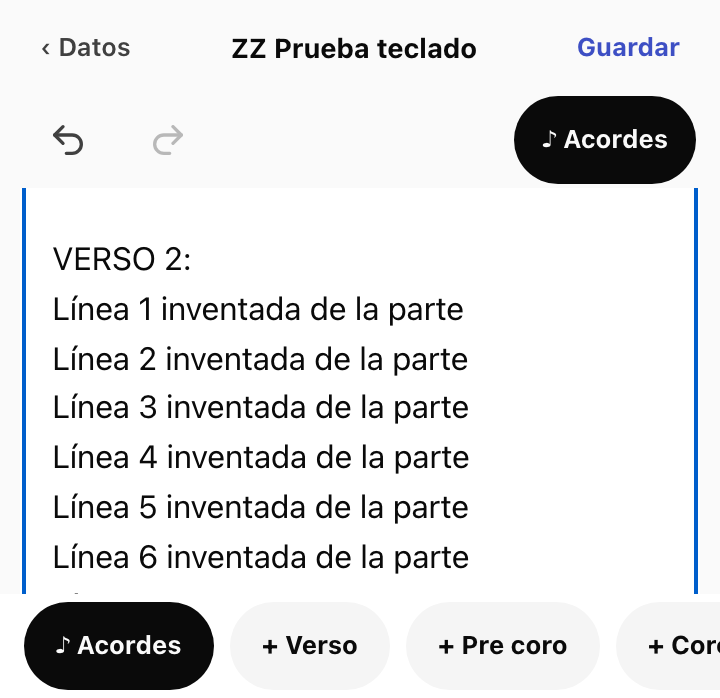 ‹ Datos ZZ Prueba teclado Guardar
♪ Acordes
VERSO 2:
Línea 1 inventada de la parte
Línea 2 inventada de la parte
Línea 3 inventada de la parte
Línea 4 inventada de la parte
Línea 5 inventada de la parte
Línea 6 inventada de la parte
♪ Acordes + Verso + Pre coro +